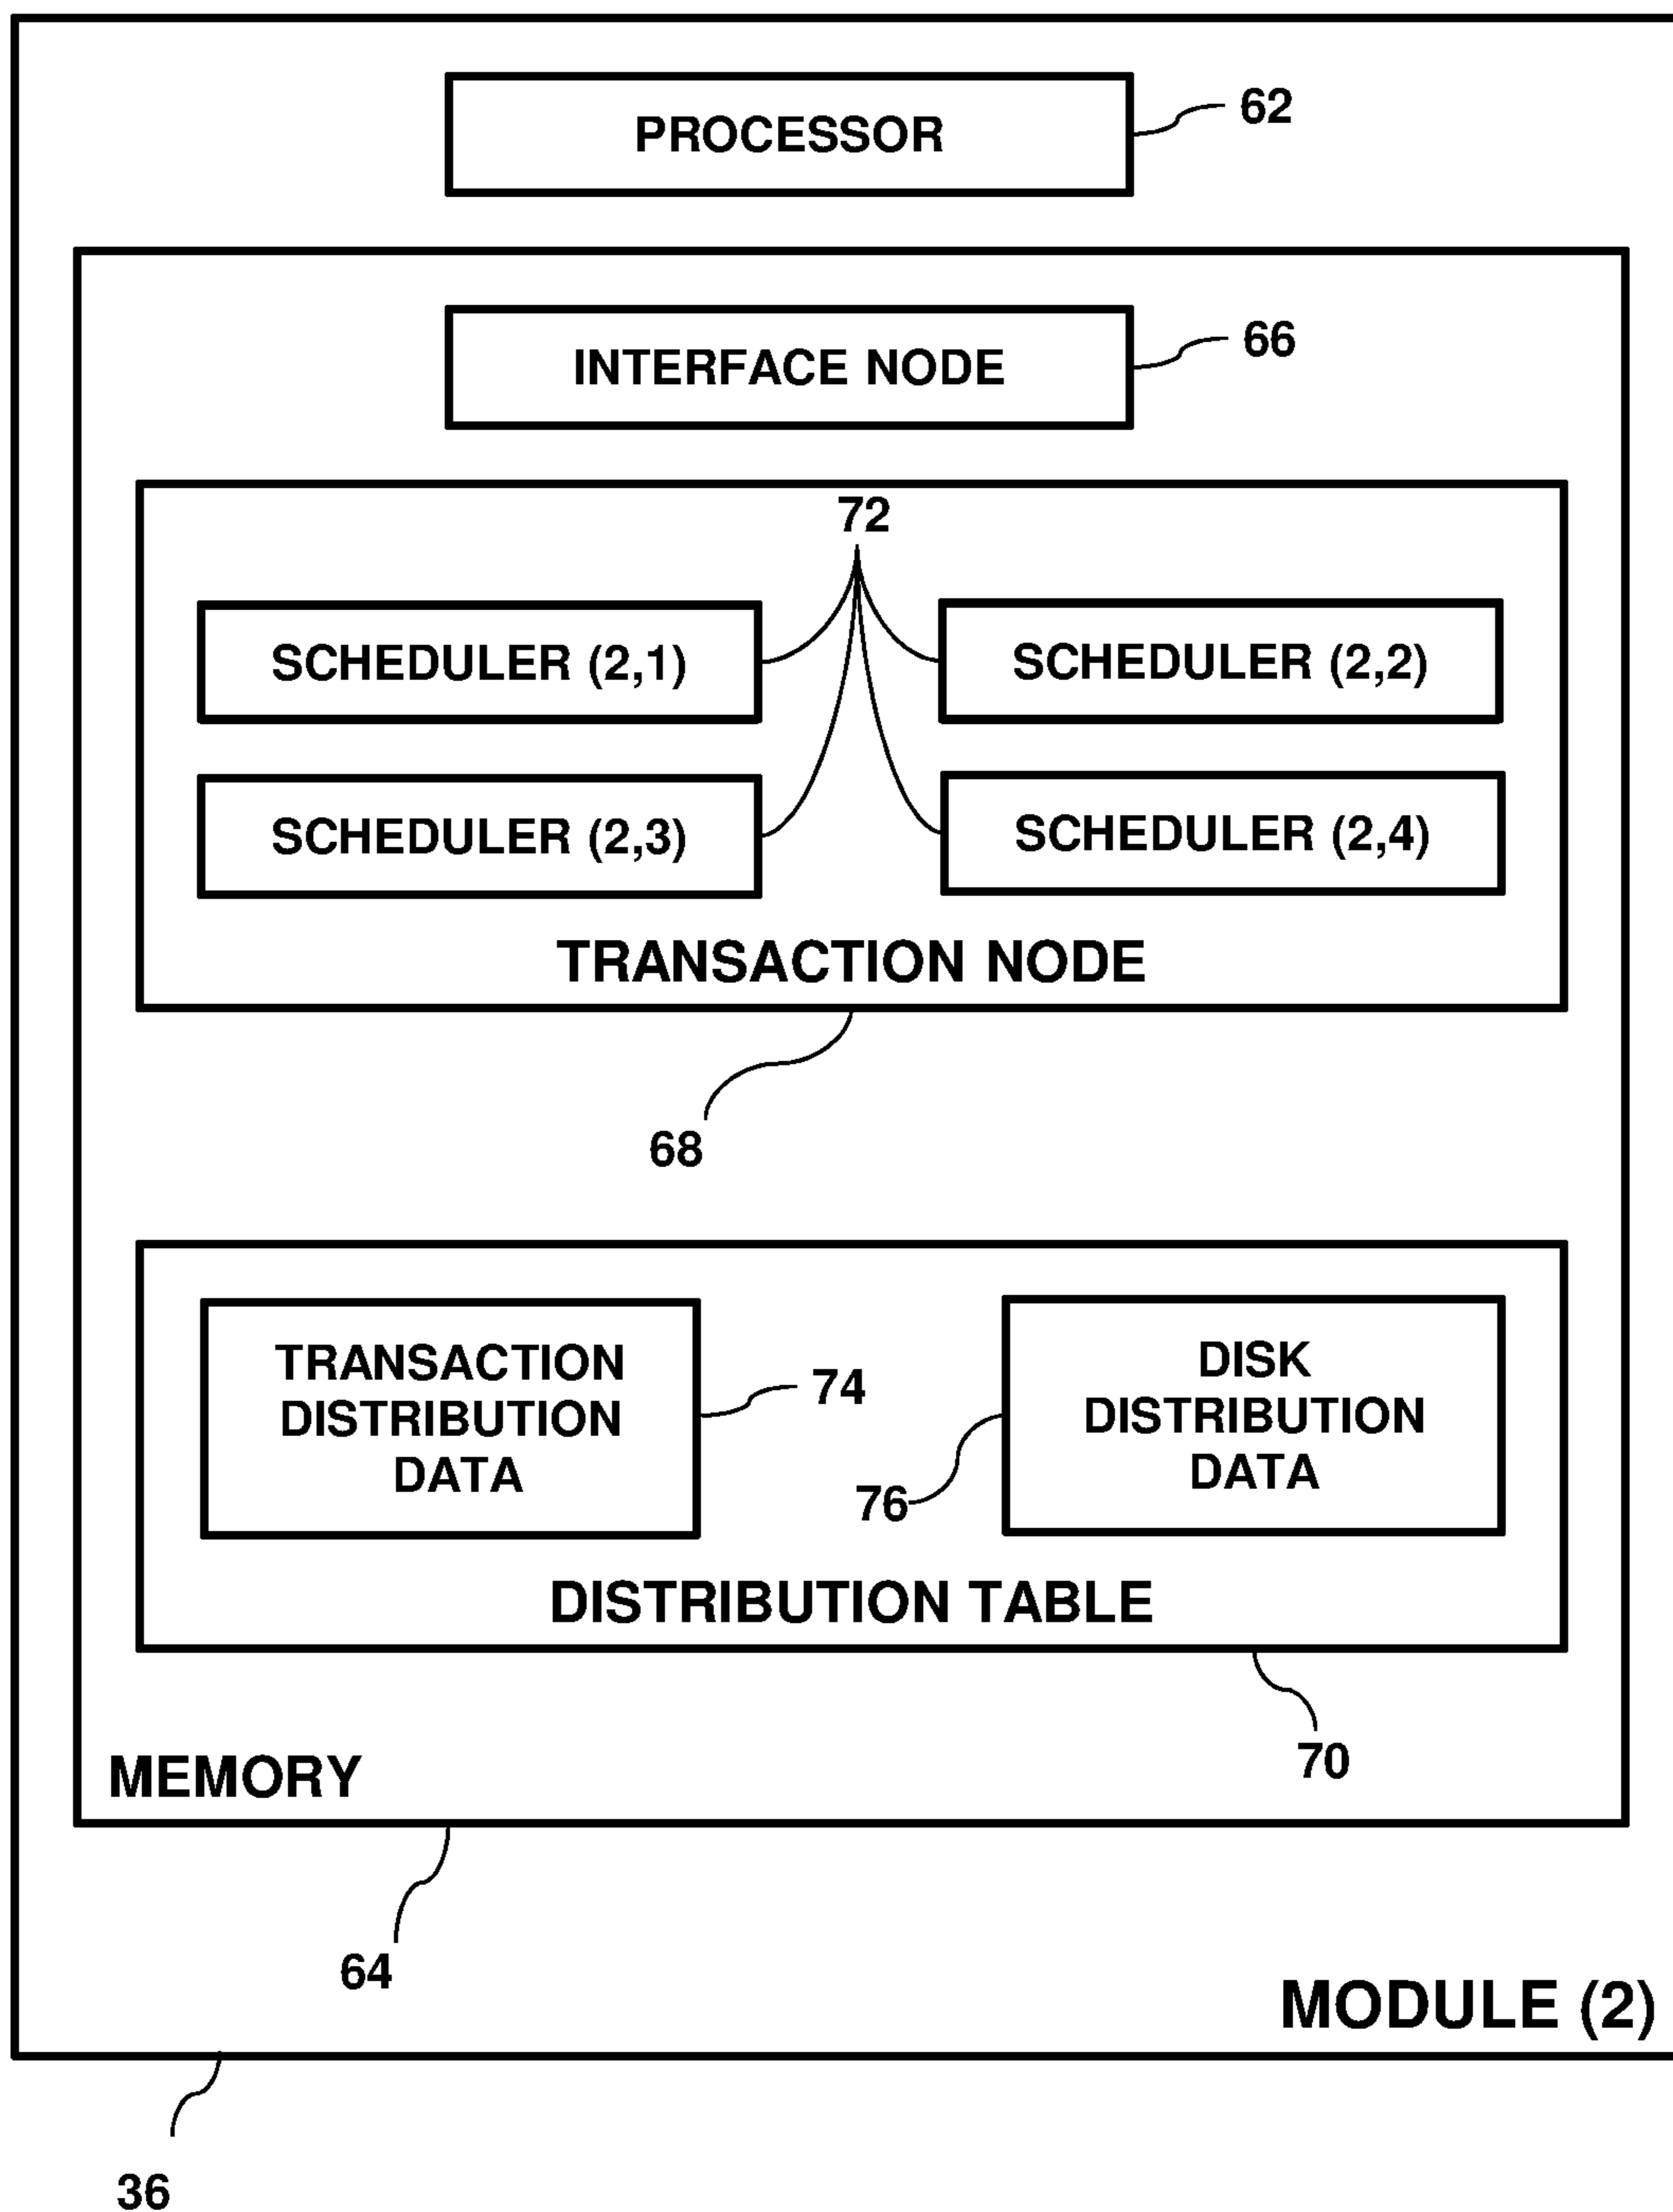 PROCESSOR
62
INTERFACE NODE
66
72
SCHEDULER (2,1)
SCHEDULER (2,2)
SCHEDULER (2,3)
SCHEDULER (2,4)
TRANSACTION NODE
68
TRANSACTION
DISTRIBUTION
DATA
74
DISK
DISTRIBUTION
DATA
76
DISTRIBUTION TABLE
70
MEMORY
64
MODULE (2)
36